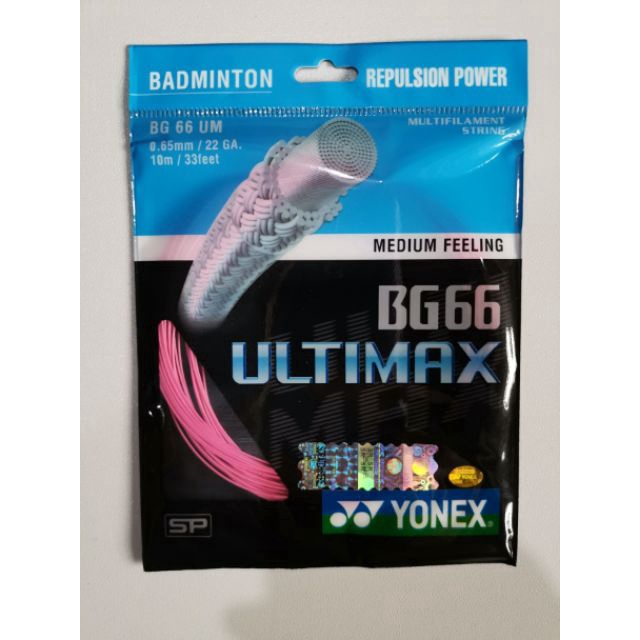 BADMINTON
REPULSION POWER
BG 66 UM
0.65mm / 22 GA.
10m / 33feet
MULTIFILAMENT
STRING
MEDIUM FEELING
BG66
ULTIMAX
SP
YONEX®